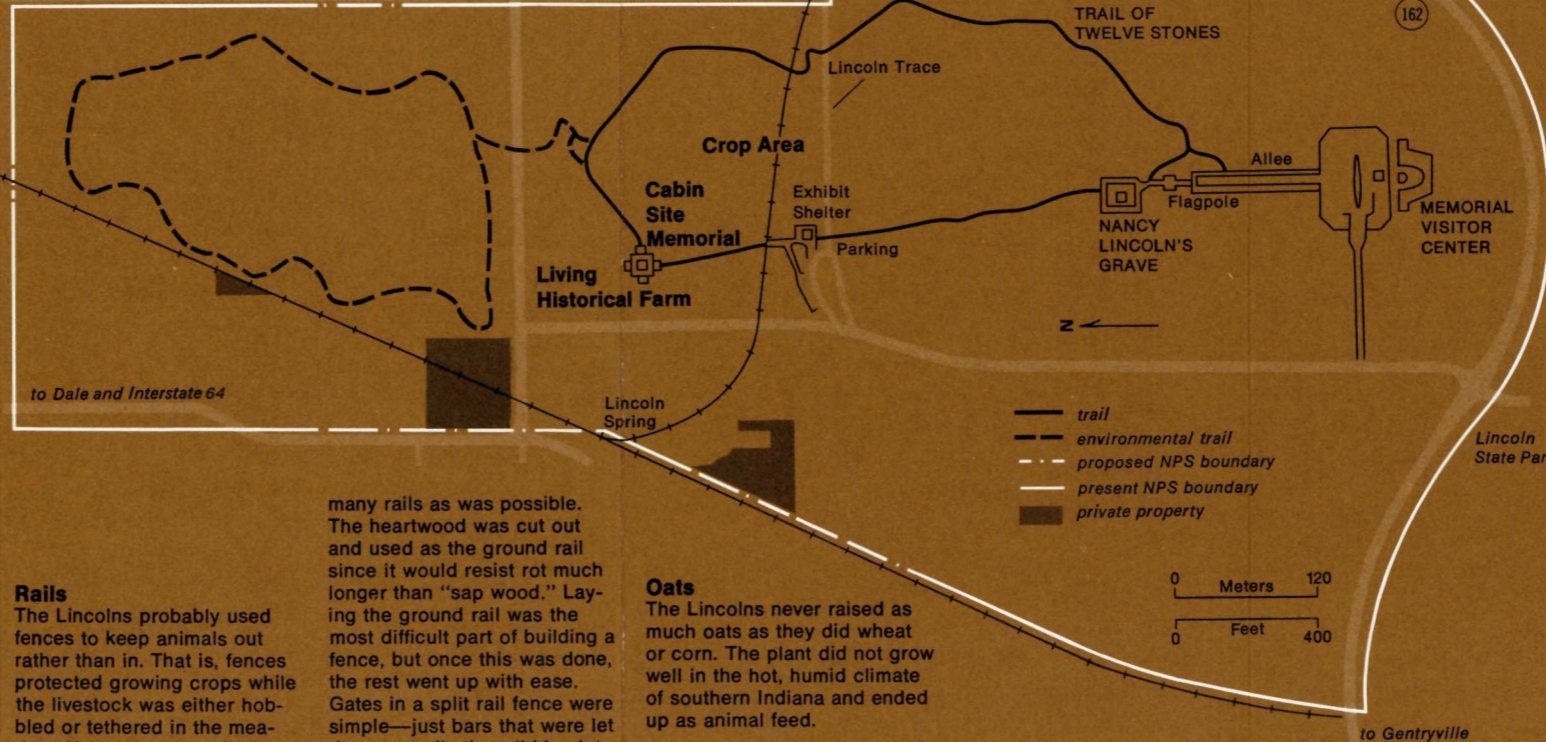 TRAIL OF
TWELVE STONES
162
Lincoln Trace
Crop Area
Cabin
Site
Memorial
Exhibit
Shelter
Parking
Living
Historical Farm
Allee
Flagpole
NANCY
LINCOLN'S
GRAVE
MEMORIAL
VISITOR
CENTER
N
to Dale and Interstate 64
Lincoln
Spring
trail
environmental trail
proposed NPS boundary
present NPS boundary
private property
Lincoln
State Par
0 Meters 120
0 Feet 400
to Gentryville
Rails
The Lincolns probably used
fences to keep animals out
rather than in. That is, fences
protected growing crops while
the livestock was either hob-
bled or tethered in the mea-
many rails as was possible.
The heartwood was cut out
and used as the ground rail
since it would resist rot much
longer than "sap wood." Lay-
ing the ground rail was the
most difficult part of building a
fence, but once this was done,
the rest went up with ease.
Gates in a split rail fence were
simple—just bars that were let
Oats
The Lincolns never raised as
much oats as they did wheat
or corn. The plant did not grow
well in the hot, humid climate
of southern Indiana and ended
up as animal feed.